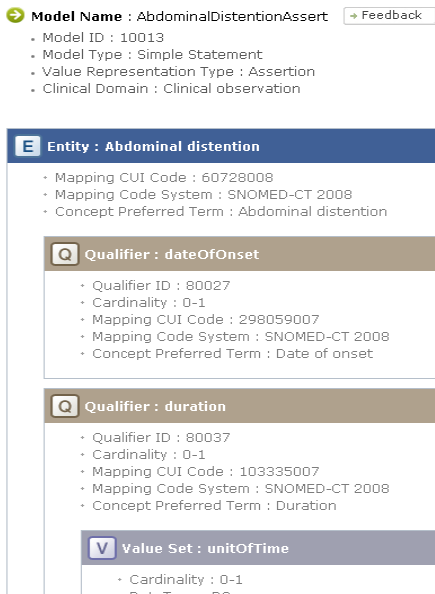 Model Name : AbdominalDistentionAssert
Feedback
Model ID : 10013
Model Type : Simple Statement
Value Representation Type : Assertion
Clinical Domain : Clinical observation
E Entity : Abdominal distention
Mapping CUI Code : 60728008
Mapping Code System : SNOMED-CT 2008
Concept Preferred Term : Abdominal distention
Q Qualifier : dateOfOnset
Qualifier ID : 80027
Cardinality : 0-1
Mapping CUI Code : 298059007
Mapping Code System : SNOMED-CT 2008
Concept Preferred Term : Date of onset
Q Qualifier : duration
Qualifier ID : 80037
Cardinality : 0-1
Mapping CUI Code : 103335007
Mapping Code System : SNOMED-CT 2008
Concept Preferred Term : Duration
V Value Set : unitOfTime
Cardinality : 0-1